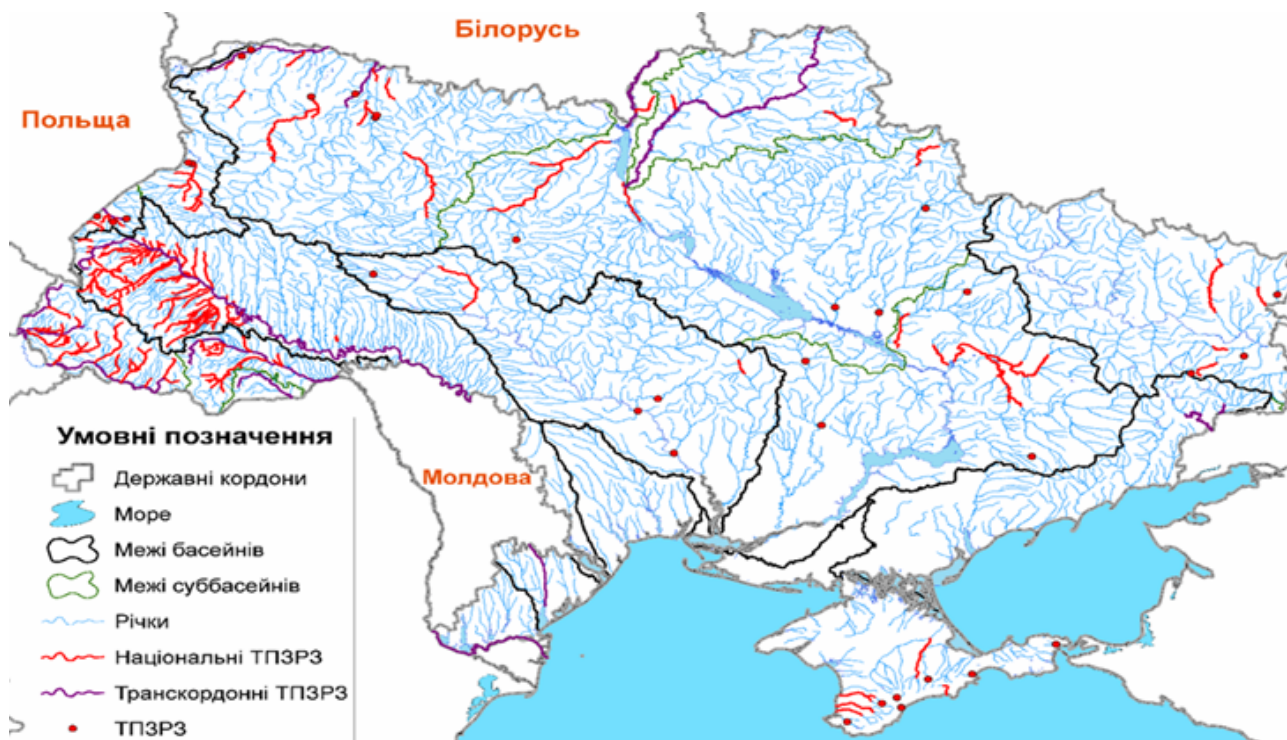 Білорусь
Польща
Молдова
Умовні позначення
Державні кордони
Море
Межі басейнів
Межі суббасейнів
Річки
Національні ТПЗРЗ
Транскордонні ТПЗРЗ
ТПЗРЗ